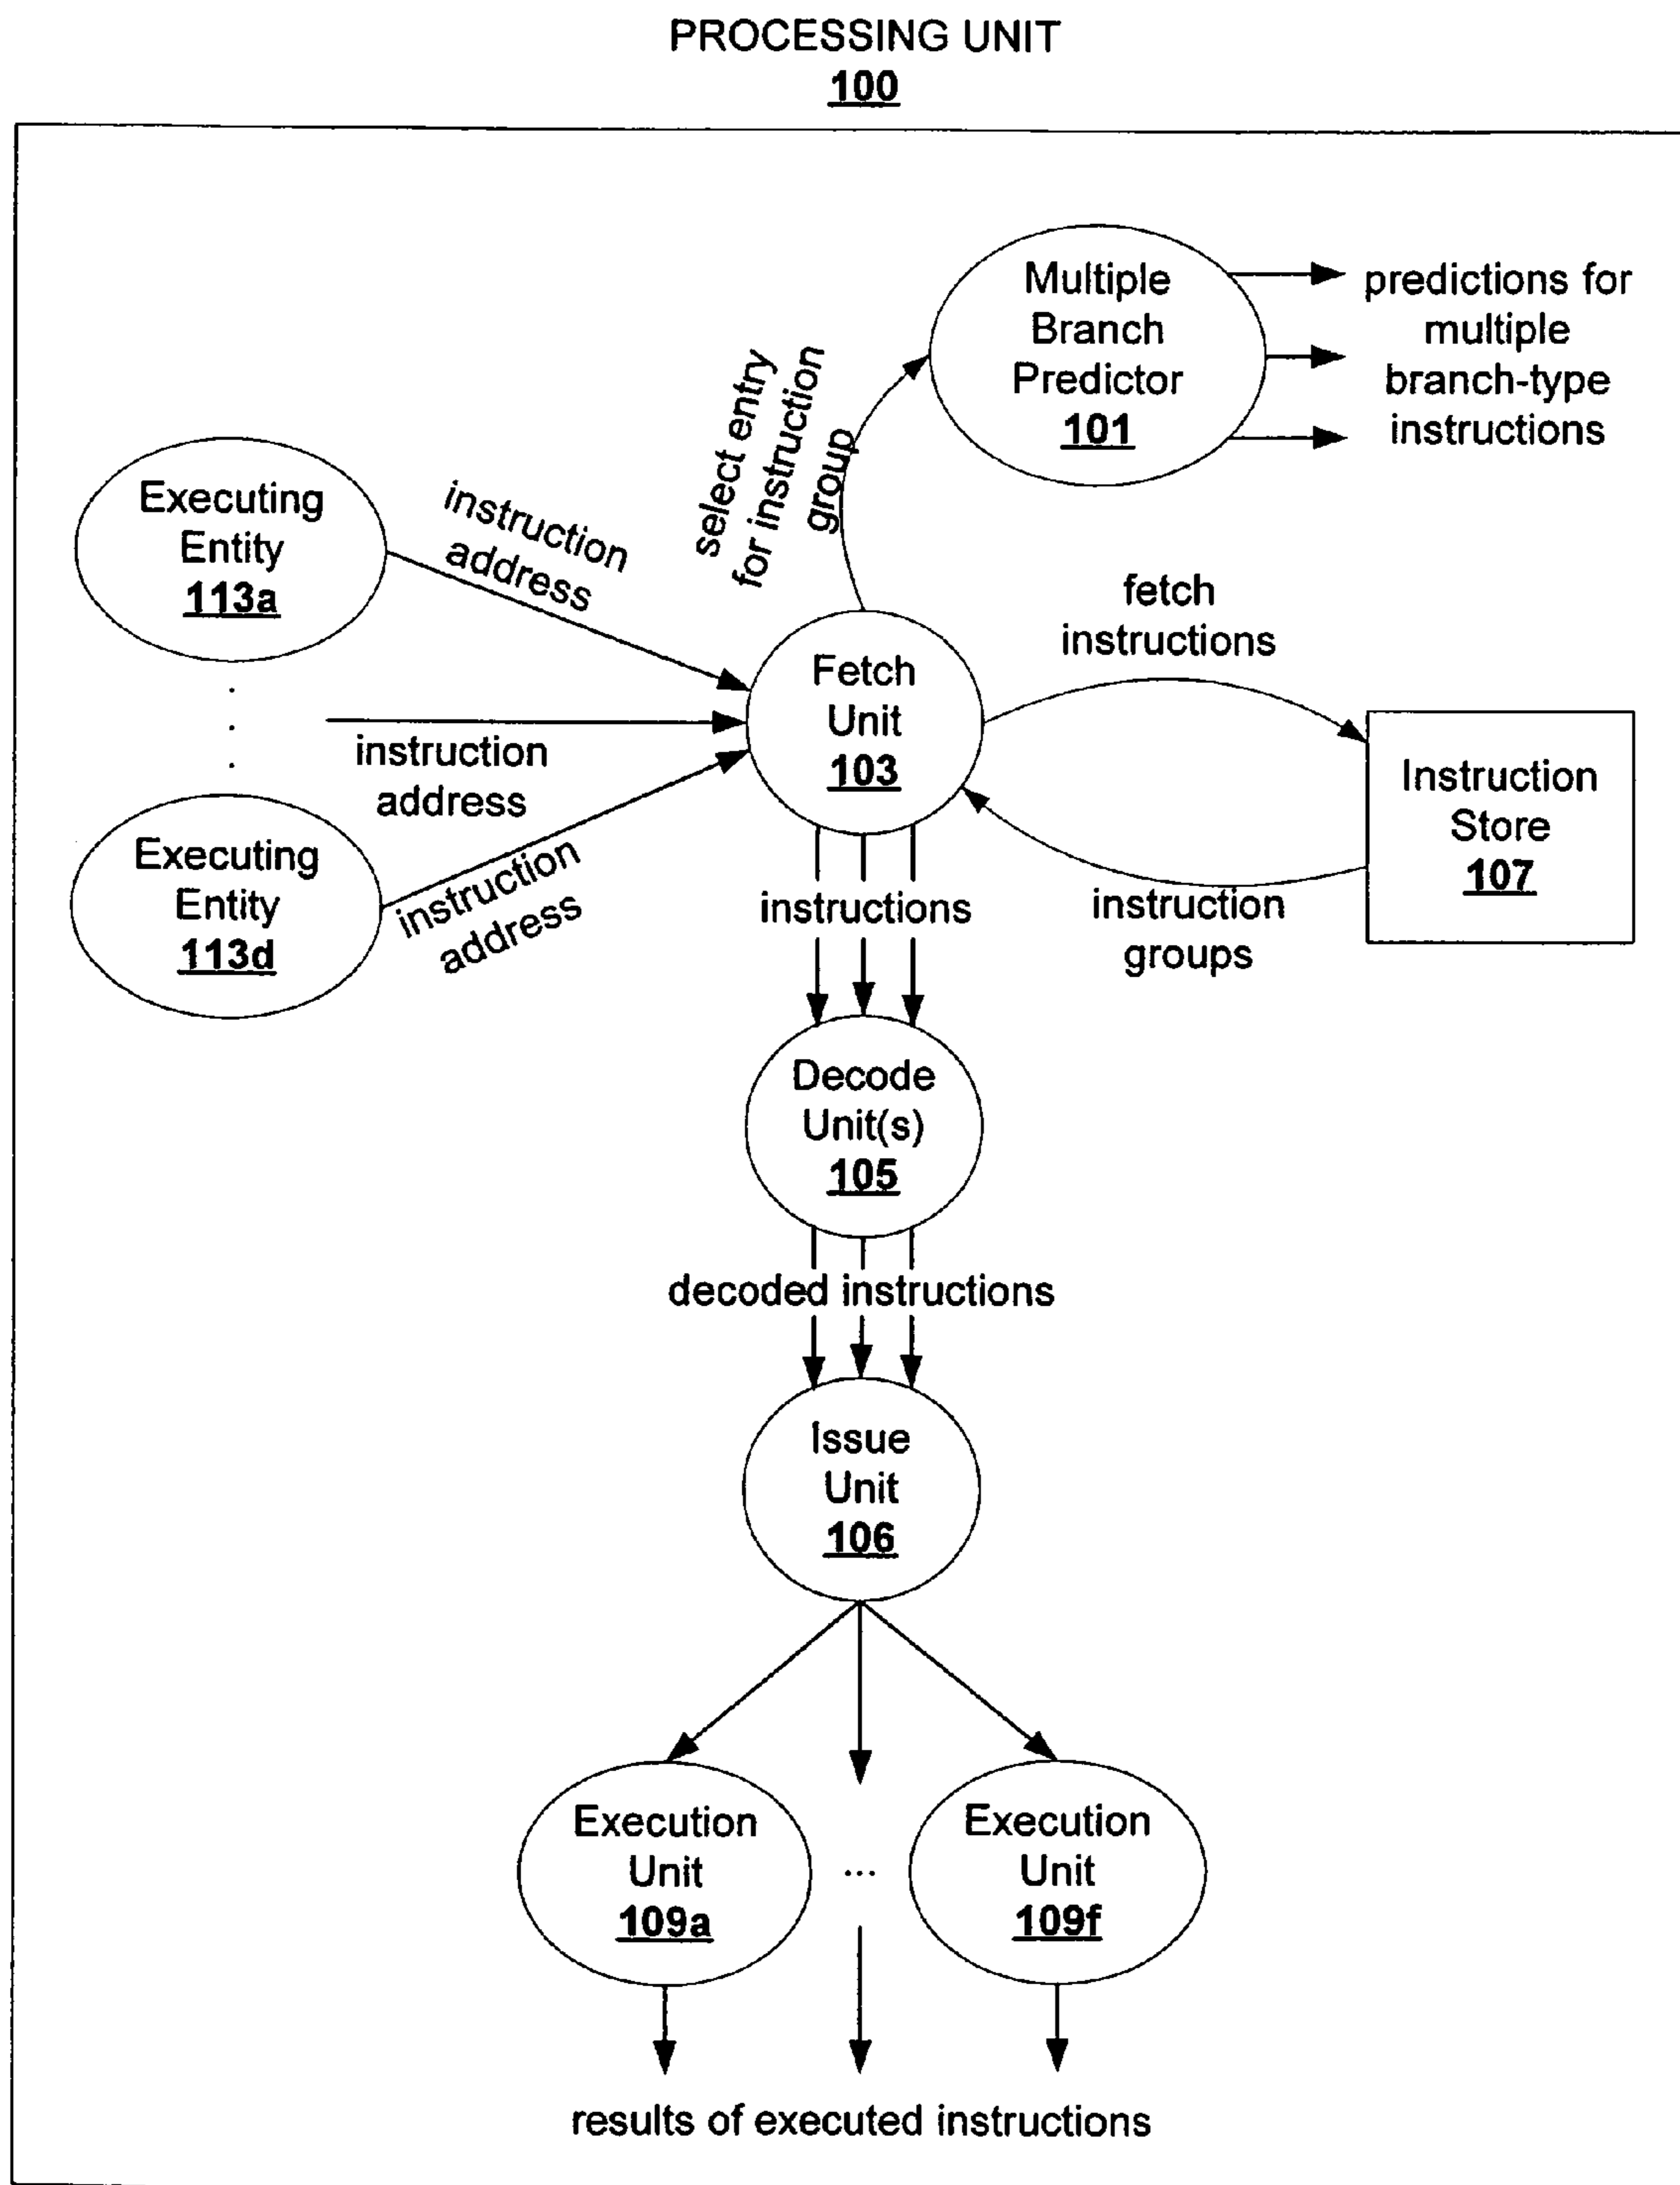 PROCESSING UNIT
100
Multiple
Branch
Predictor
101
predictions for
multiple
branch-type
instructions
select entry
for instruction
group
Executing
Entity
113a
instruction
address
fetch
instructions
Fetch
Unit
103
instruction
address
Instruction
Store
107
Executing
Entity
113d
instruction
address
instructions
instruction
groups
Decode
Unit(s)
105
decoded instructions
Issue
Unit
106
Execution
Unit
109a
...
Execution
Unit
109f
results of executed instructions